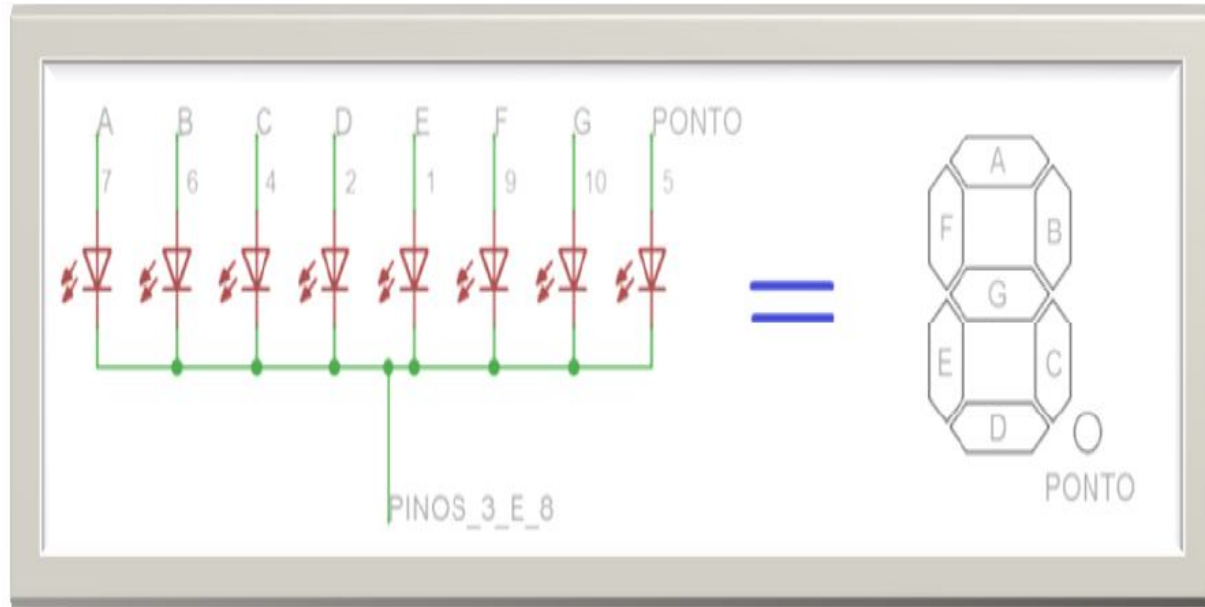 A B C D E F G PONTO
7 6 4 2 1 9 10 5
A
F B
G
E C
D
PONTO
PINOS_3_E_8